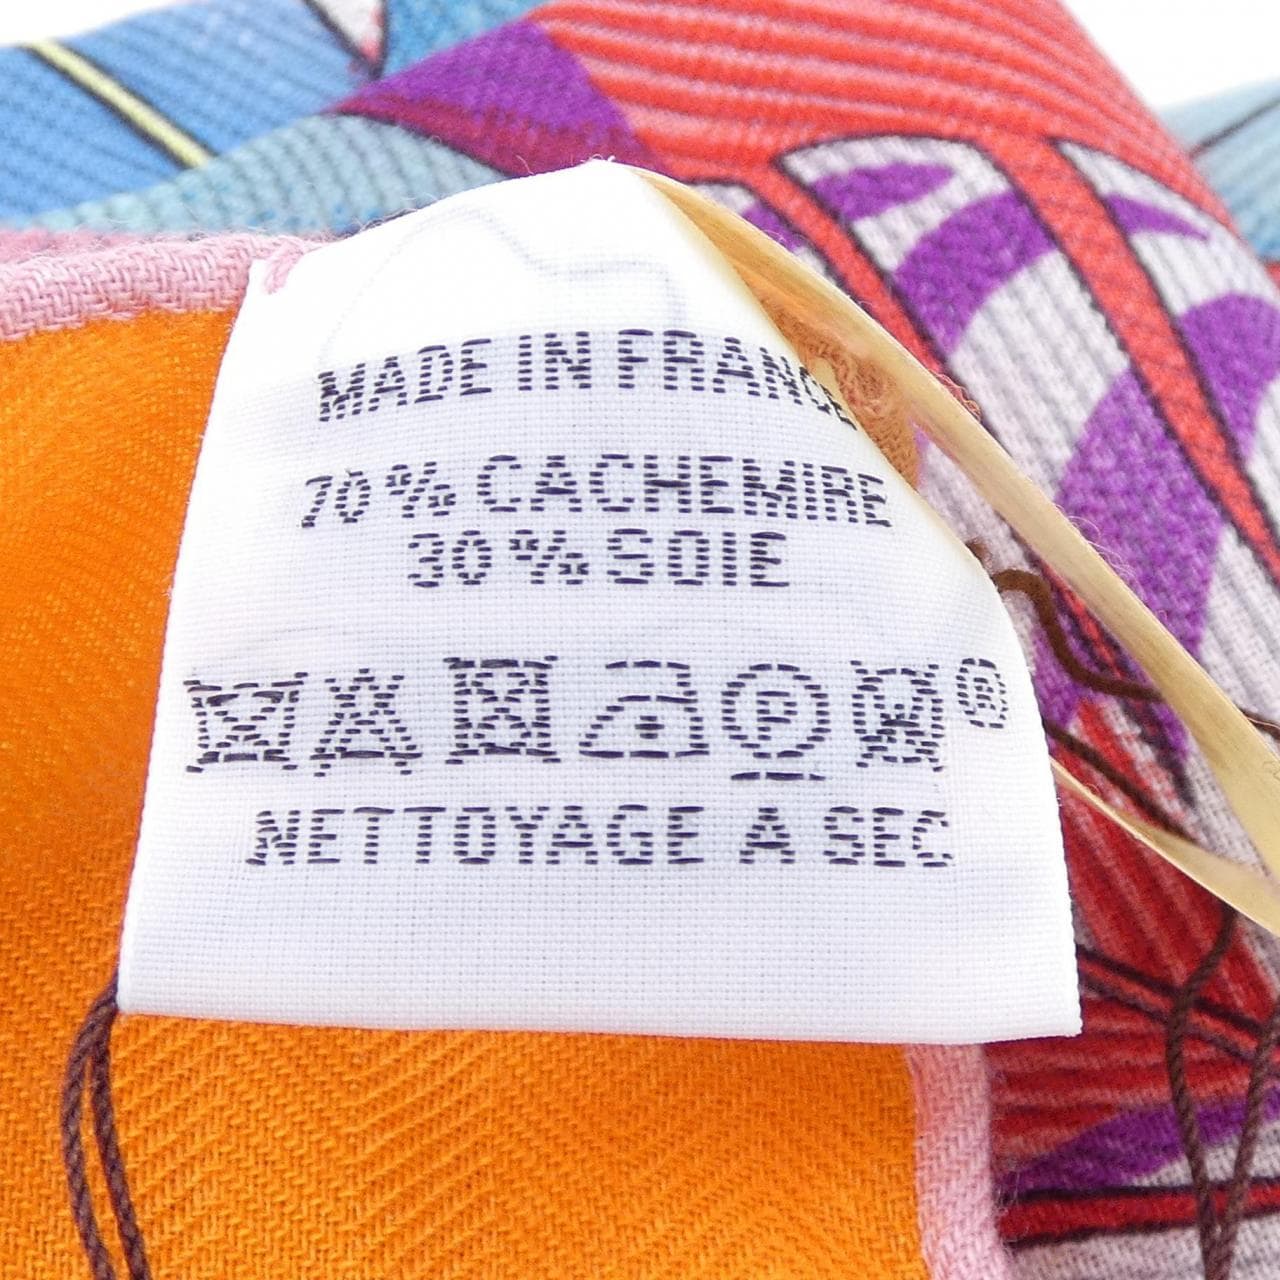 MADE IN FRANCE
70% CACHEMIRE
30% SOIE
P ®
NETTOYAGE A SEC